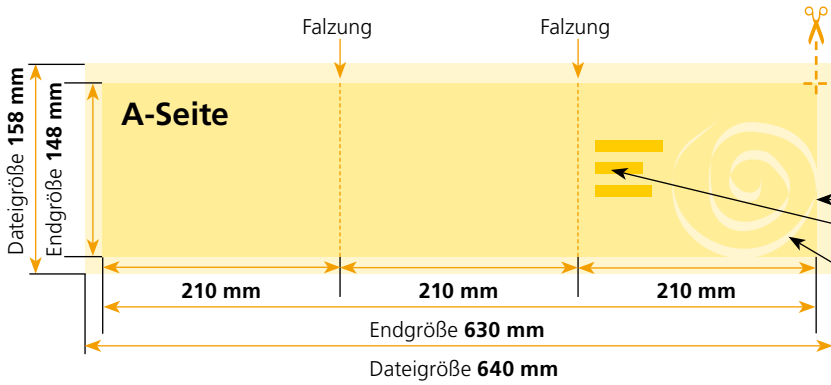 Falzung
Falzung
A-Seite
Dateigröße 158 mm
Endgröße 148 mm
210 mm
210 mm
210 mm
Endgröße 630 mm
Dateigröße 640 mm